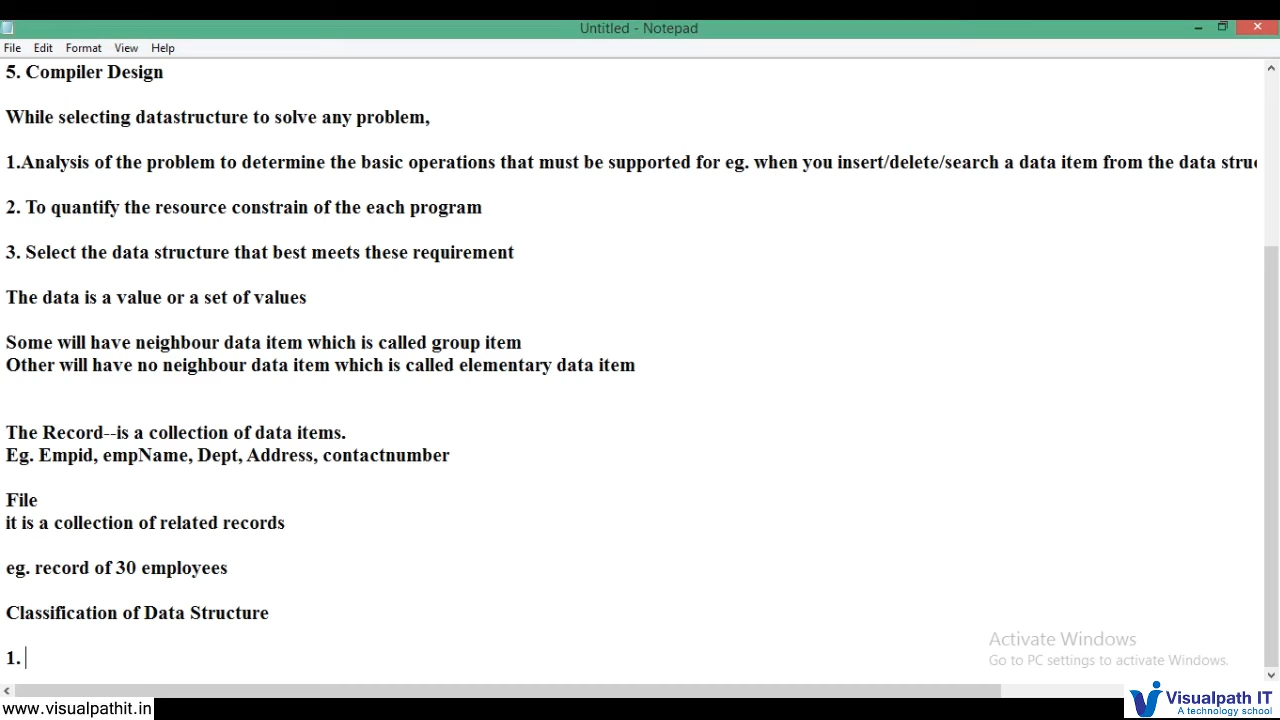 Untitled - Notepad
File Edit Format View Help
5. Compiler Design
While selecting datastructure to solve any problem,
1.Analysis of the problem to determine the basic operations that must be supported for eg. when you insert/delete/search a data item from the data struc
2. To quantify the resource constrain of the each program
3. Select the data structure that best meets these requirement
The data is a value or a set of values
Some will have neighbour data item which is called group item
Other will have no neighbour data item which is called elementary data item
The Record--is a collection of data items.
Eg. Empid, empName, Dept, Address, contactnumber
File
it is a collection of related records
eg. record of 30 employees
Classification of Data Structure
1.
Activate Windows
Go to PC settings to activate Windows.
www.visualpathit.in
Visualpath IT
A technology school